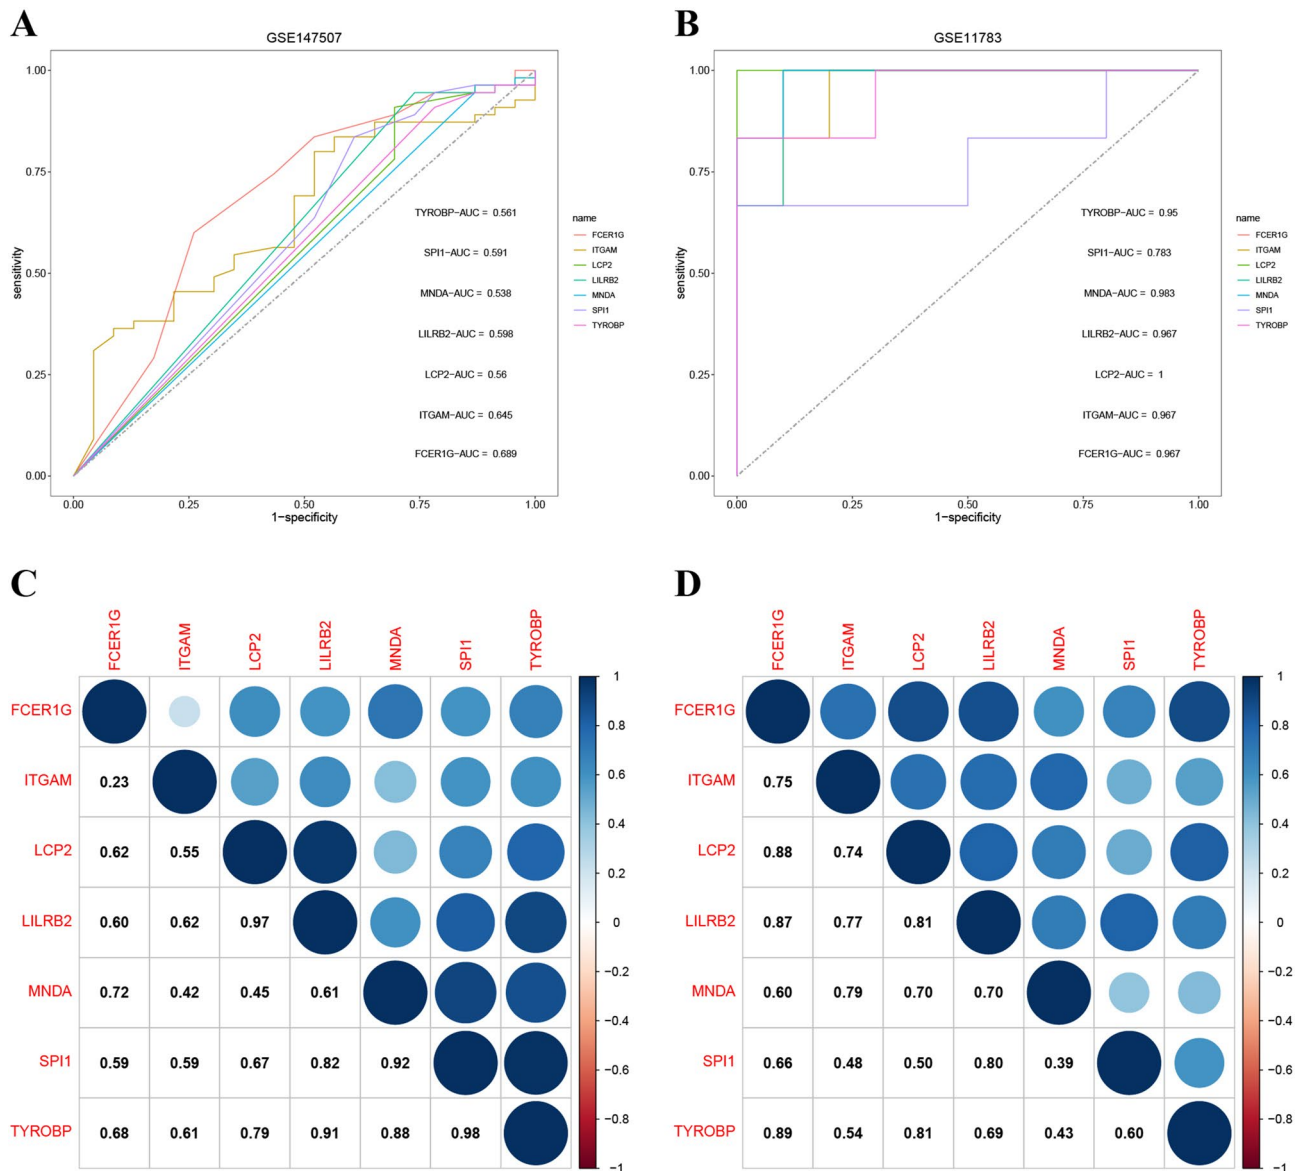 A
GSE147507
1.00
0.75
0.50
0.25
0.00
sensitivity
0.00 0.25 0.50 0.75 1.00
1−specificity
TYROBP−AUC = 0.561
SPI1−AUC = 0.591
MNDA−AUC = 0.538
LILRB2−AUC = 0.598
LCP2−AUC = 0.56
ITGAM−AUC = 0.645
FCER1G−AUC = 0.689
name
FCER1G
ITGAM
LCP2
LILRB2
MNDA
SPI1
TYROBP
B
GSE11783
1.00
0.75
0.50
0.25
0.00
sensitivity
0.00 0.25 0.50 0.75 1.00
1−specificity
TYROBP−AUC = 0.95
SPI1−AUC = 0.783
MNDA−AUC = 0.983
LILRB2−AUC = 0.967
LCP2−AUC = 1
ITGAM−AUC = 0.967
FCER1G−AUC = 0.967
name
FCER1G
ITGAM
LCP2
LILRB2
MNDA
SPI1
TYROBP
C
FCER1G ITGAM LCP2 LILRB2 MNDA SPI1 TYROBP
FCER1G
ITGAM 0.23
LCP2 0.62 0.55
LILRB2 0.60 0.62 0.97
MNDA 0.72 0.42 0.45 0.61
SPI1 0.59 0.59 0.67 0.82 0.92
TYROBP 0.68 0.61 0.79 0.91 0.88 0.98
1
0.8
0.6
0.4
0.2
0
−0.2
−0.4
−0.6
−0.8
−1
D
FCER1G ITGAM LCP2 LILRB2 MNDA SPI1 TYROBP
FCER1G
ITGAM 0.75
LCP2 0.88 0.74
LILRB2 0.87 0.77 0.81
MNDA 0.60 0.79 0.70 0.70
SPI1 0.66 0.48 0.50 0.80 0.39
TYROBP 0.89 0.54 0.81 0.69 0.43 0.60
1
0.8
0.6
0.4
0.2
0
−0.2
−0.4
−0.6
−0.8
−1